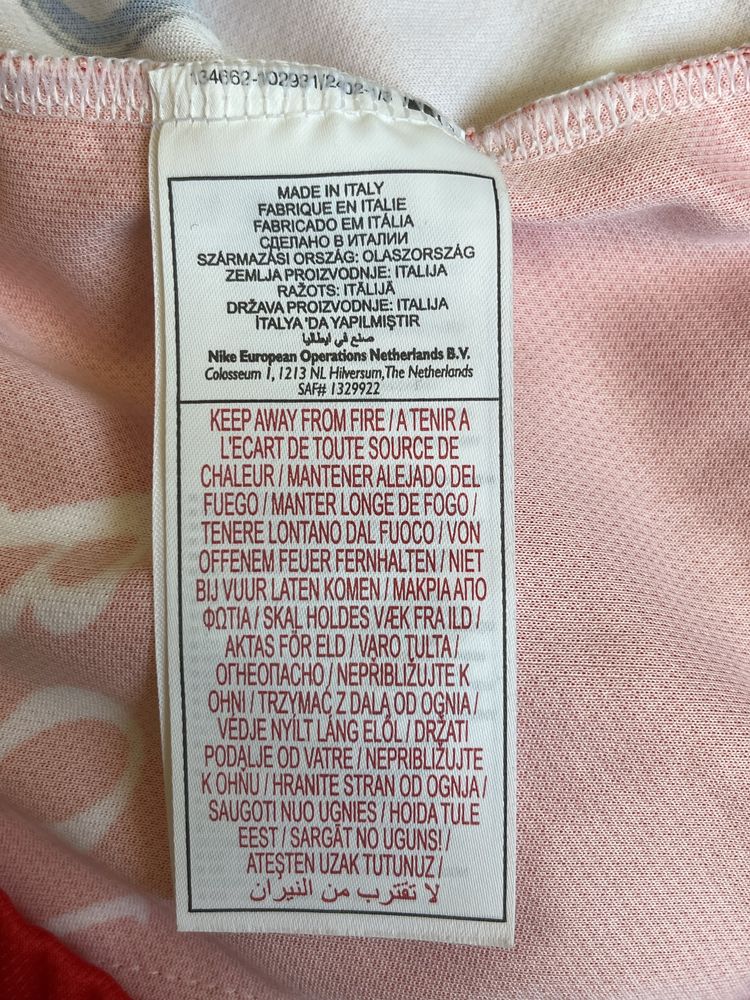 134662-102931/2402-1/3
MADE IN ITALY
FABRIQUE EN ITALIE
FABRICADO EM ITÁLIA
СДЕЛАНО В ИТАЛИИ
SZÁRMAZÁSI ORSZÁG: OLASZORSZÁG
ZEMLJA PROIZVODNJE: ITALIJA
RAŽOTS: ITĀLIJĀ
DRŽAVA PROIZVODNJE: ITALIJA
İTALYA 'DA YAPILMIŞTIR
صنع في ايطاليا
Nike European Operations Netherlands B.V.
Colosseum 1, 1213 NL Hilversum,The Netherlands
SAF# 1329922
KEEP AWAY FROM FIRE / A TENIR A
L'ECART DE TOUTE SOURCE DE
CHALEUR / MANTENER ALEJADO DEL
FUEGO / MANTER LONGE DE FOGO /
TENERE LONTANO DAL FUOCO / VON
OFFENEM FEUER FERNHALTEN / NIET
BIJ VUUR LATEN KOMEN / ΜΑΚΡΙΑ ΑΠΟ
ΦΩΤΙΑ / SKAL HOLDES VÆK FRA ILD /
AKTAS FÖR ELD / VARO TULTA /
ОГНЕОПАСНО / NEPŘIBLIŽUJTE K
OHNI / TRZYMAĆ Z DALA OD OGNIA /
VÉDJE NYÍLT LÁNG ELŐL / DRŽATI
PODALJE OD VATRE / NEPRIBLIŽUJTE
K OHŇU / HRANITE STRAN OD OGNJA /
SAUGOTI NUO UGNIES / HOIDA TULE
EEST / SARGĀT NO UGUNS! /
ATEŞTEN UZAK TUTUNUZ /
لا تقترب من النيران